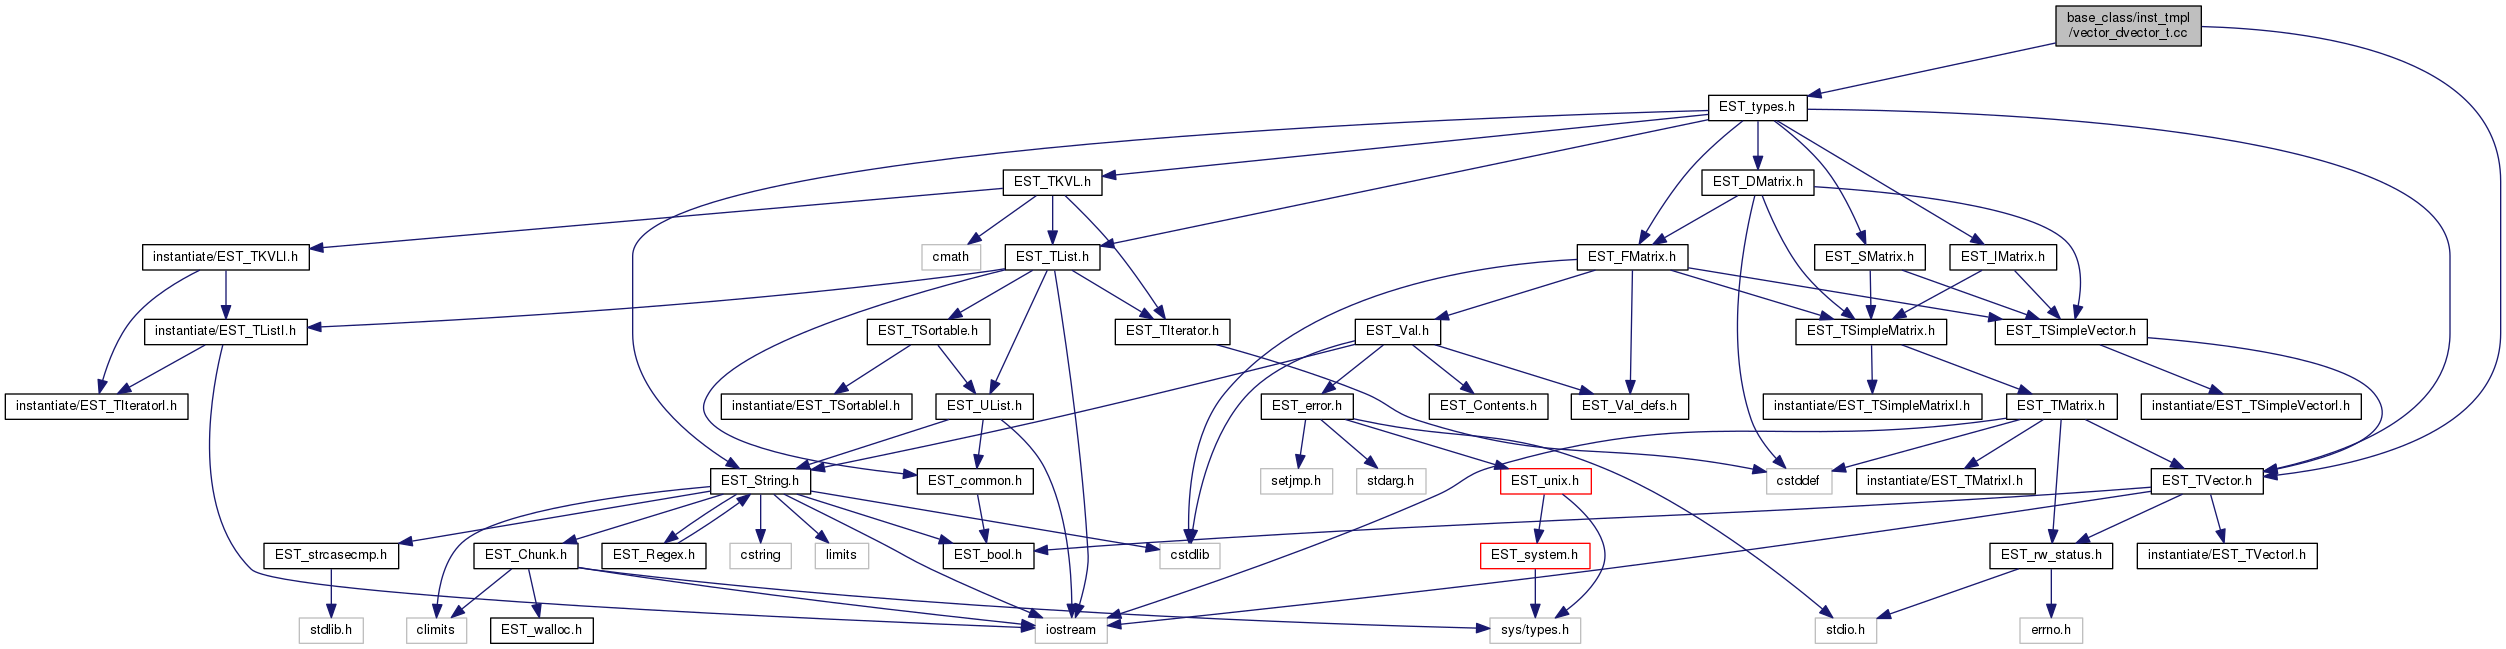 base_class/inst_tmpl
/vector_dvector_t.cc
EST_types.h
EST_TKVL.h
EST_DMatrix.h
instantiate/EST_TKVLI.h
cmath
EST_TList.h
EST_FMatrix.h
EST_SMatrix.h
EST_IMatrix.h
instantiate/EST_TListI.h
EST_TSortable.h
EST_TIterator.h
EST_Val.h
EST_TSimpleMatrix.h
EST_TSimpleVector.h
instantiate/EST_TIteratorI.h
instantiate/EST_TSortableI.h
EST_UList.h
EST_error.h
EST_Contents.h
EST_Val_defs.h
instantiate/EST_TSimpleMatrixI.h
EST_TMatrix.h
instantiate/EST_TSimpleVectorI.h
EST_String.h
EST_common.h
setjmp.h
stdarg.h
EST_unix.h
cstddef
instantiate/EST_TMatrixI.h
EST_TVector.h
EST_strcasecmp.h
EST_Chunk.h
EST_Regex.h
cstring
limits
EST_bool.h
cstdlib
EST_system.h
EST_rw_status.h
instantiate/EST_TVectorI.h
stdlib.h
climits
EST_walloc.h
iostream
sys/types.h
stdio.h
errno.h